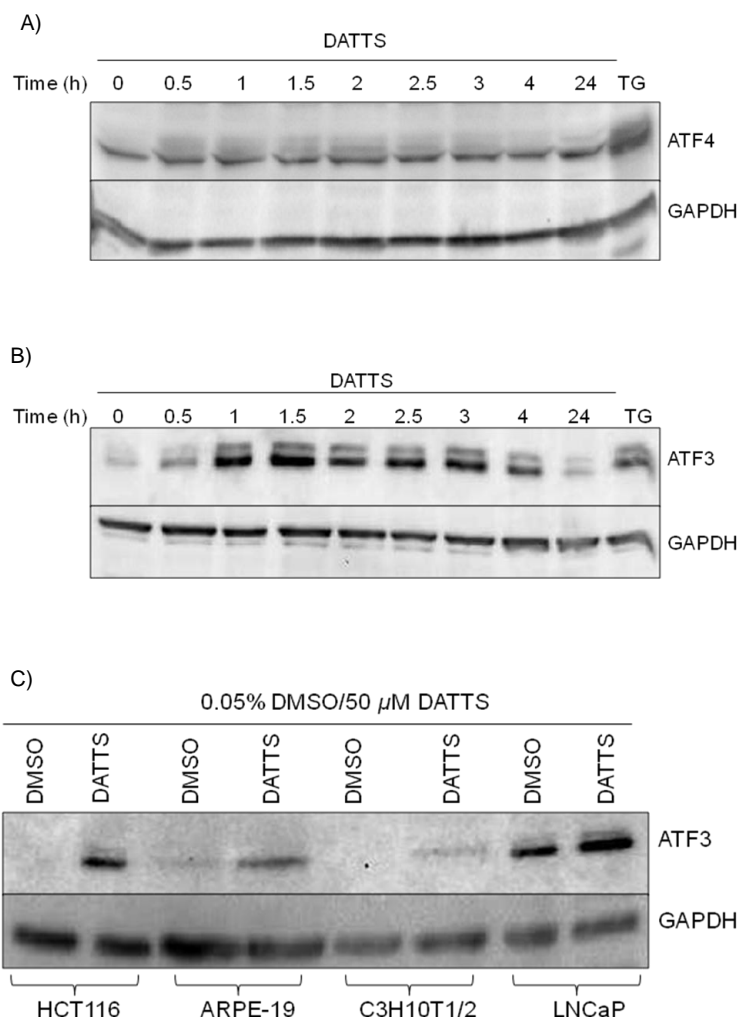 A)
DATTS
Time (h) 0 0.5 1 1.5 2 2.5 3 4 24 TG
ATF4
GAPDH
B)
DATTS
Time (h) 0 0.5 1 1.5 2 2.5 3 4 24 TG
ATF3
GAPDH
C)
0.05% DMSO/50 µM DATTS
DMSO DATTS DMSO DATTS DMSO DATTS DMSO DATTS
ATF3
GAPDH
HCT116 ARPE-19 C3H10T1/2 LNCaP